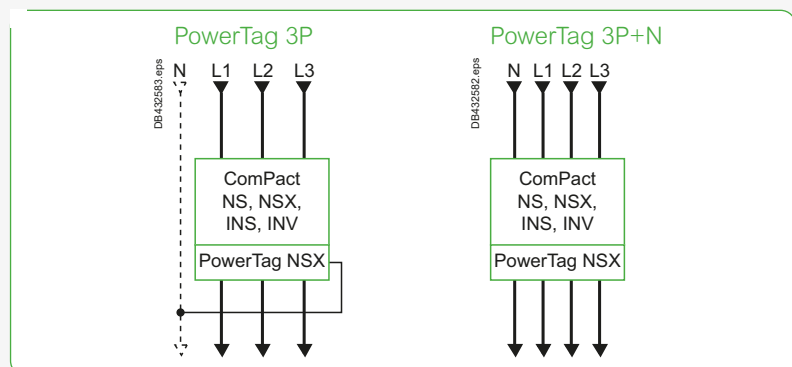 PowerTag 3P
DB432583.eps
N L1 L2 L3
ComPact
NS, NSX,
INS, INV
PowerTag NSX
PowerTag 3P+N
DB432582.eps
N L1 L2 L3
ComPact
NS, NSX,
INS, INV
PowerTag NSX